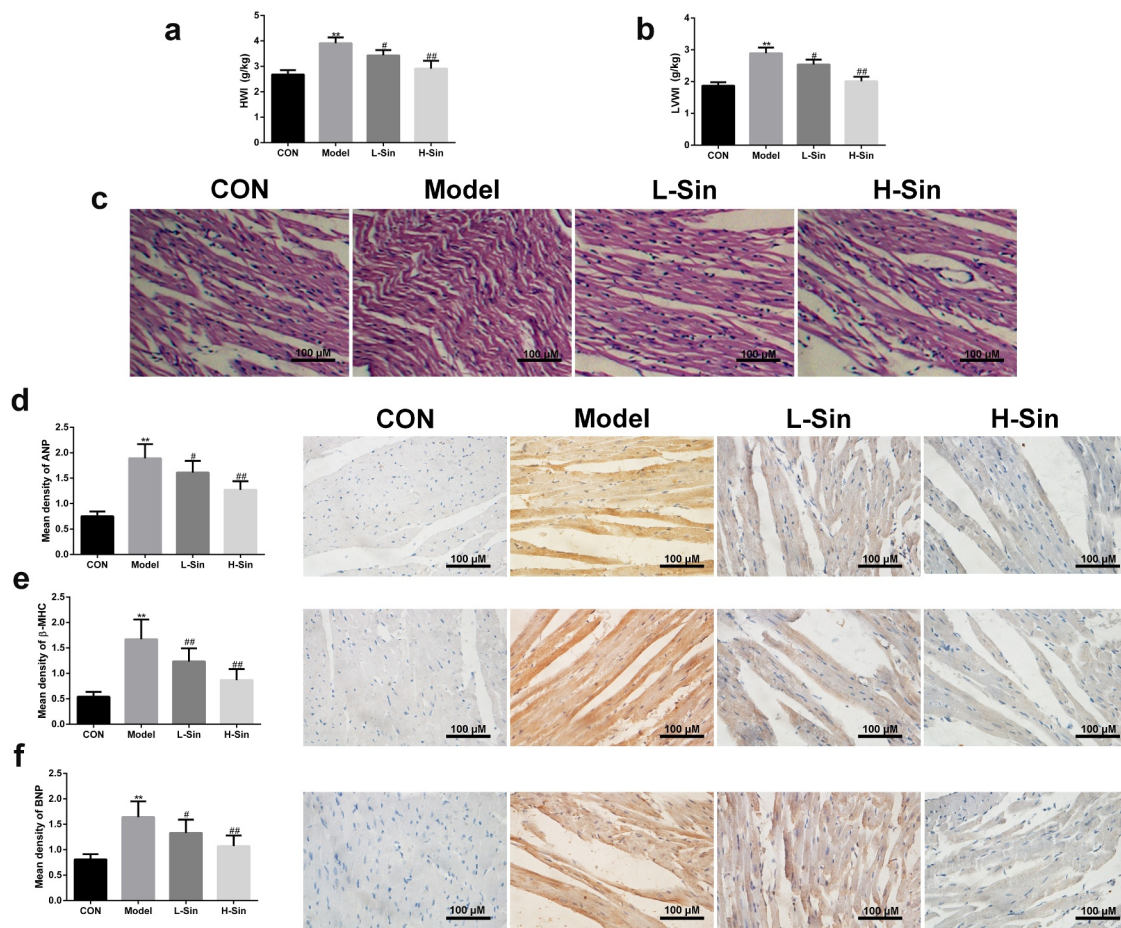 a
HWI (g/kg)
5
4
3
2
1
0
**
#
##
CON Model L-Sin H-Sin
b
LVWI (g/kg)
4
3
2
1
0
**
#
##
CON Model L-Sin H-Sin
c
CON Model L-Sin H-Sin
100 μM 100 μM 100 μM 100 μM
d
Mean density of ANP
2.5
2.0
1.5
1.0
0.5
0.0
**
#
##
CON Model L-Sin H-Sin
CON Model L-Sin H-Sin
100 μM 100 μM 100 μM 100 μM
e
Mean density of β-MHC
2.5
2.0
1.5
1.0
0.5
0.0
**
##
##
CON Model L-Sin H-Sin
100 μM 100 μM 100 μM 100 μM
f
Mean density of BNP
2.5
2.0
1.5
1.0
0.5
0.0
**
#
##
CON Model L-Sin H-Sin
100 μM 100 μM 100 μM 100 μM